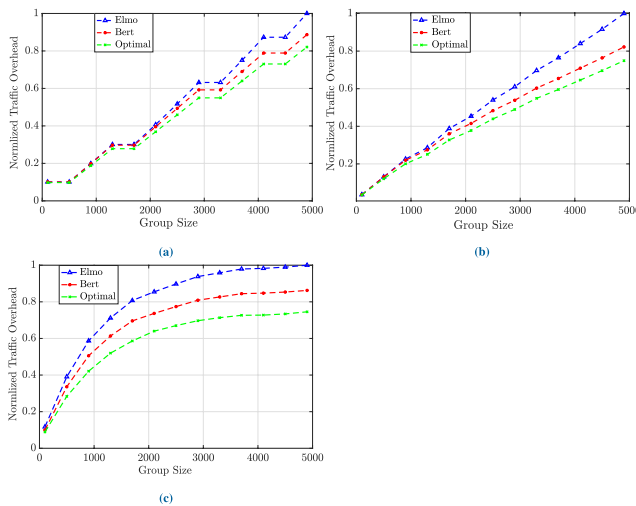 Normlized Traffic Overhead
1
0.8
0.6
0.4
0.2
0
Elmo
Bert
Optimal
0 1000 2000 3000 4000 5000
Group Size
(a)
Normlized Traffic Overhead
1
0.8
0.6
0.4
0.2
Elmo
Bert
Optimal
0 1000 2000 3000 4000 5000
Group Size
(b)
Normlized Traffic Overhead
1
0.8
0.6
0.4
0.2
0
Elmo
Bert
Optimal
0 1000 2000 3000 4000 5000
Group Size
(c)